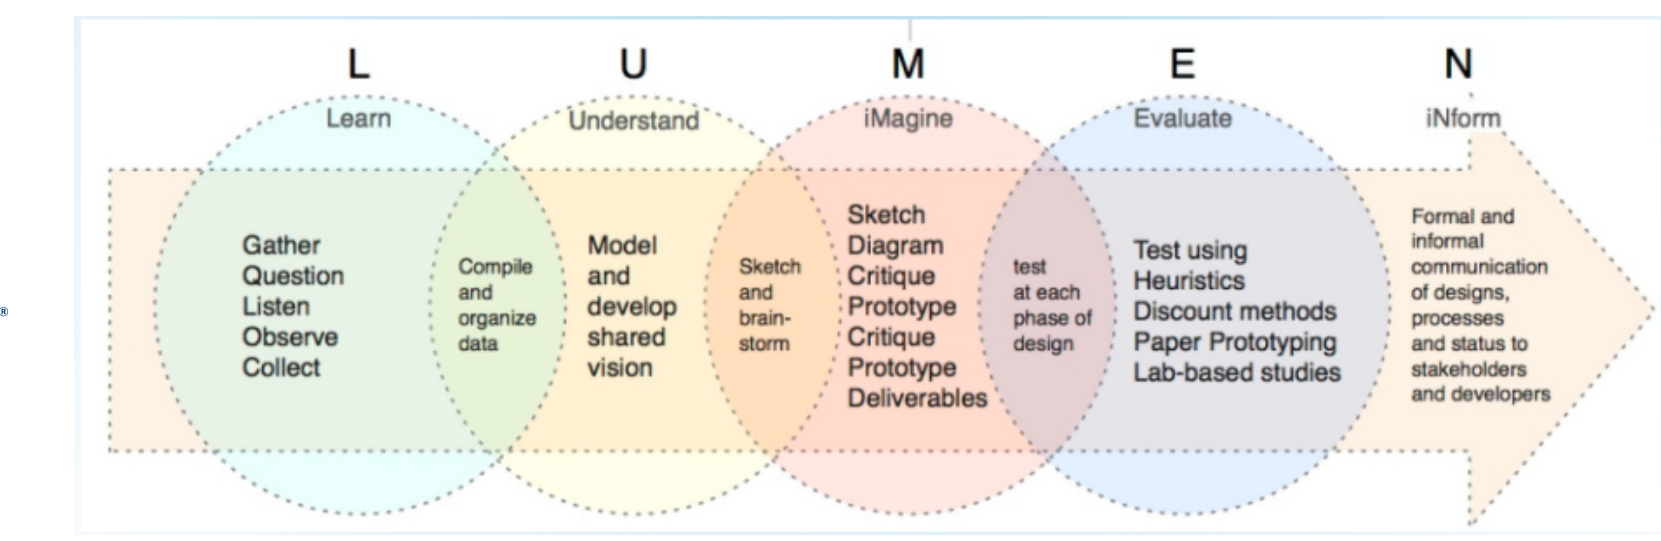 L
U
M
E
N
Learn
Understand
iMagine
Evaluate
iNform
Gather
Question
Listen
Observe
Collect
Compile
and
organize
data
Model
and
develop
shared
vision
Sketch
and
brain-
storm
Sketch
Diagram
Critique
Prototype
Critique
Prototype
Deliverables
test
at each
phase of
design
Test using
Heuristics
Discount methods
Paper Prototyping
Lab-based studies
Formal and
informal
communication
of designs,
processes
and status to
stakeholders
and developers
®